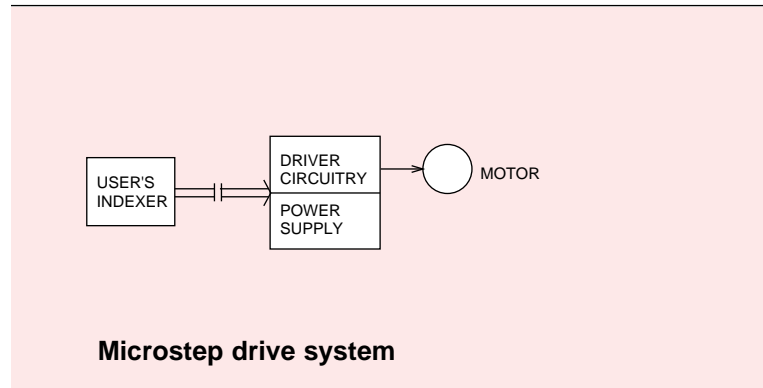 USER'S
INDEXER
DRIVER
CIRCUITRY
POWER
SUPPLY
MOTOR
Microstep drive system